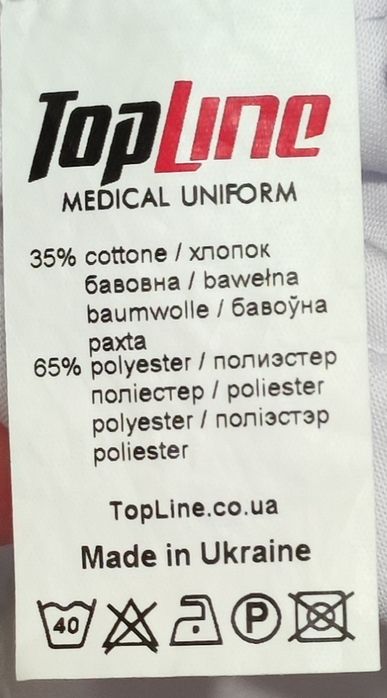 TopLine
MEDICAL UNIFORM
35% cottone / хлопок
бавовна / bawełna
baumwolle / бавоўна
paxta
65% polyester / полиэстер
поліестер / poliester
polyester / поліэстэр
poliester
TopLine.co.ua
Made in Ukraine
40 P